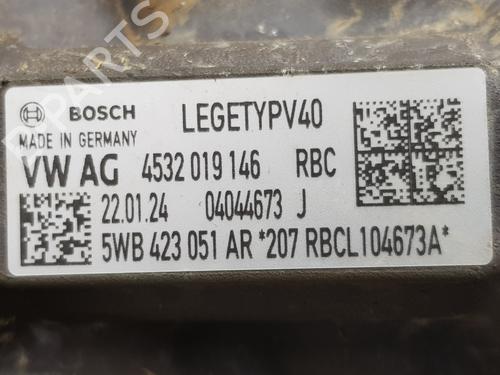 BOSCH LEGETYPV40
MADE IN GERMANY
VW AG 4532 019 146 RBC
22.01.24 04044673 J
5WB 423 051 AR *207 RBCL104673A*